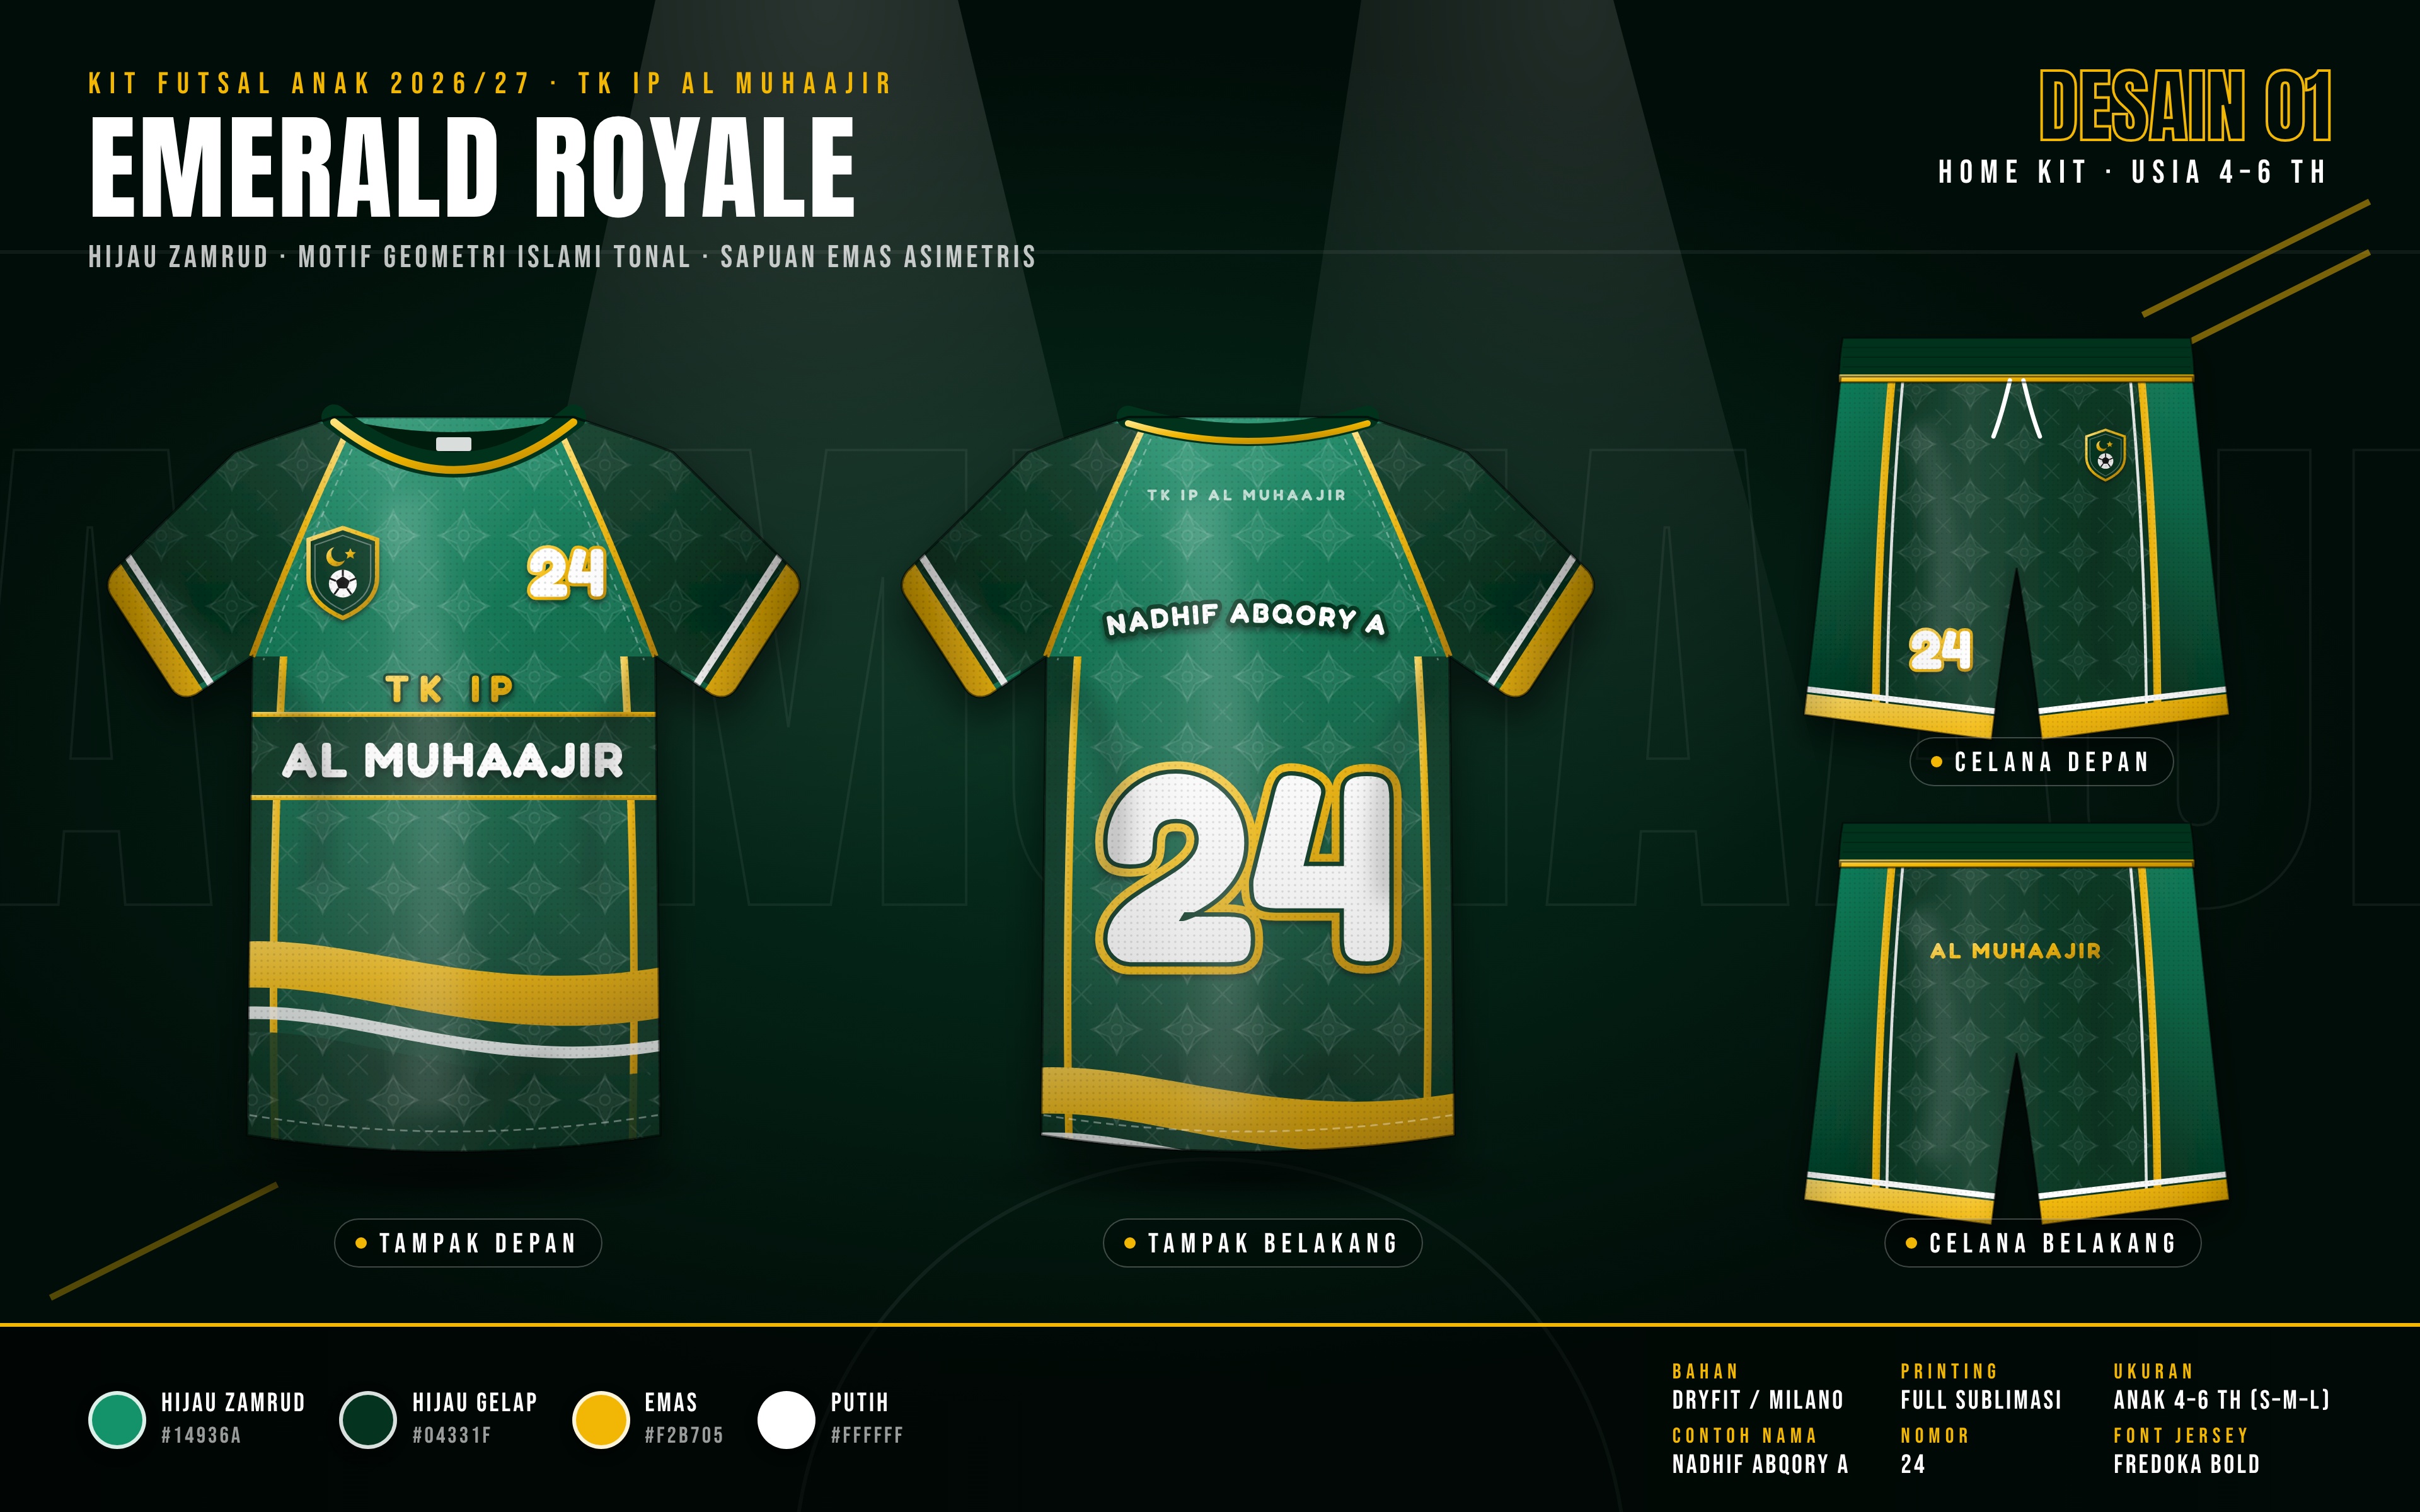 KIT FUTSAL ANAK 2026/27 · TK IP AL MUHAAJIR
EMERALD ROYALE
HIJAU ZAMRUD · MOTIF GEOMETRI ISLAMI TONAL · SAPUAN EMAS ASIMETRIS
DESAIN 01
HOME KIT · USIA 4-6 TH
24
TK IP
AL MUHAAJIR
TAMPAK DEPAN
TK IP AL MUHAAJIR
NADHIF ABQORY A
24
TAMPAK BELAKANG
24
CELANA DEPAN
AL MUHAAJIR
CELANA BELAKANG
HIJAU ZAMRUD
#14936A
HIJAU GELAP
#04331F
EMAS
#F2B705
PUTIH
#FFFFFF
BAHAN
DRYFIT / MILANO
PRINTING
FULL SUBLIMASI
UKURAN
ANAK 4-6 TH (S-M-L)
CONTOH NAMA
NADHIF ABQORY A
NOMOR
24
FONT JERSEY
FREDOKA BOLD